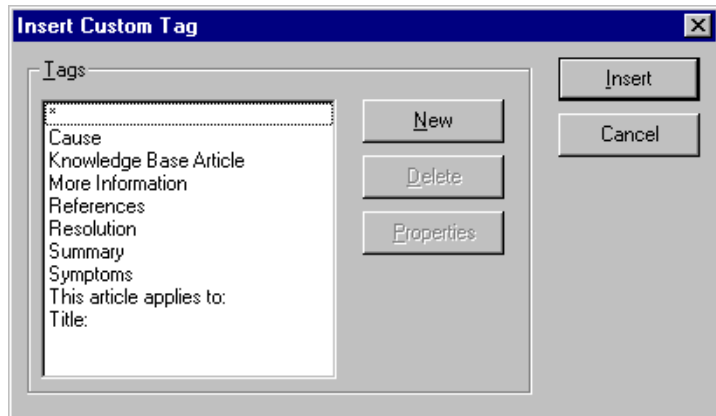 Insert Custom Tag
Tags
*
Cause
Knowledge Base Article
More Information
References
Resolution
Summary
Symptoms
This article applies to:
Title:
New
Delete
Properties
Insert
Cancel